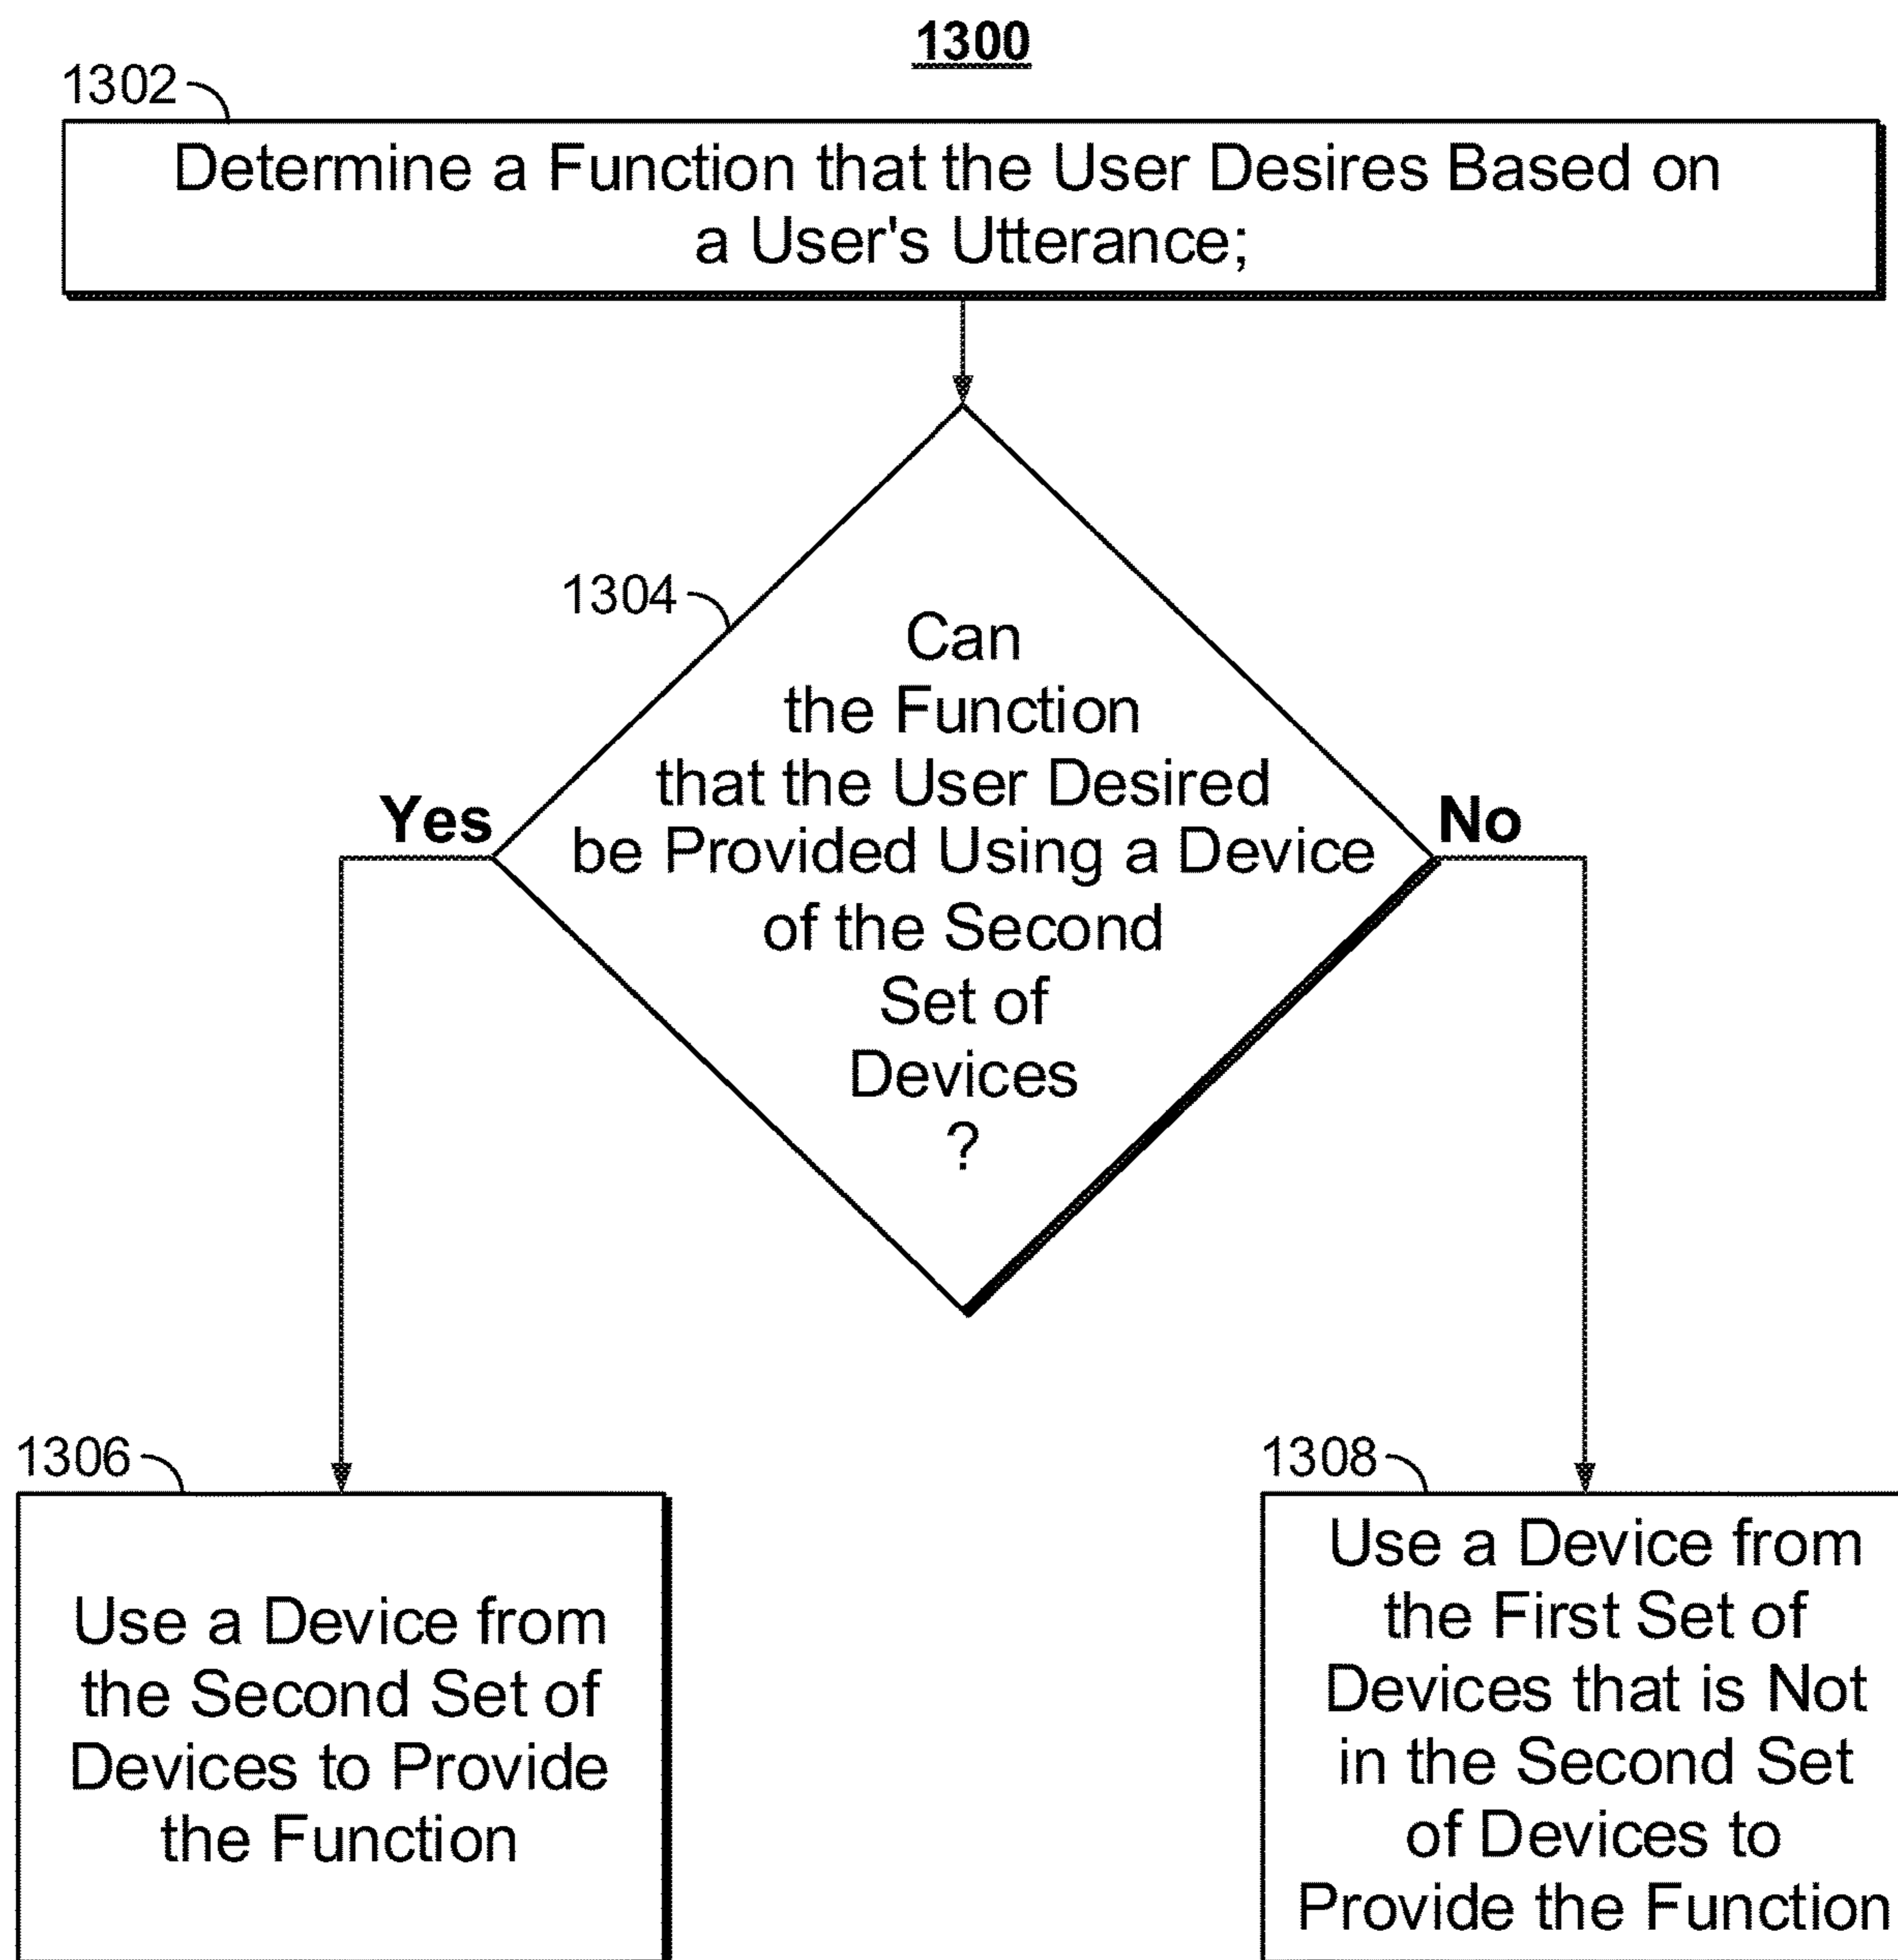 1300
1302
Determine a Function that the User Desires Based on
a User's Utterance;
1304
Can
the Function
that the User Desired
be Provided Using a Device
of the Second
Set of
Devices
?
Yes
No
1306
Use a Device from
the Second Set of
Devices to Provide
the Function
1308
Use a Device from
the First Set of
Devices that is Not
in the Second Set
of Devices to
Provide the Function